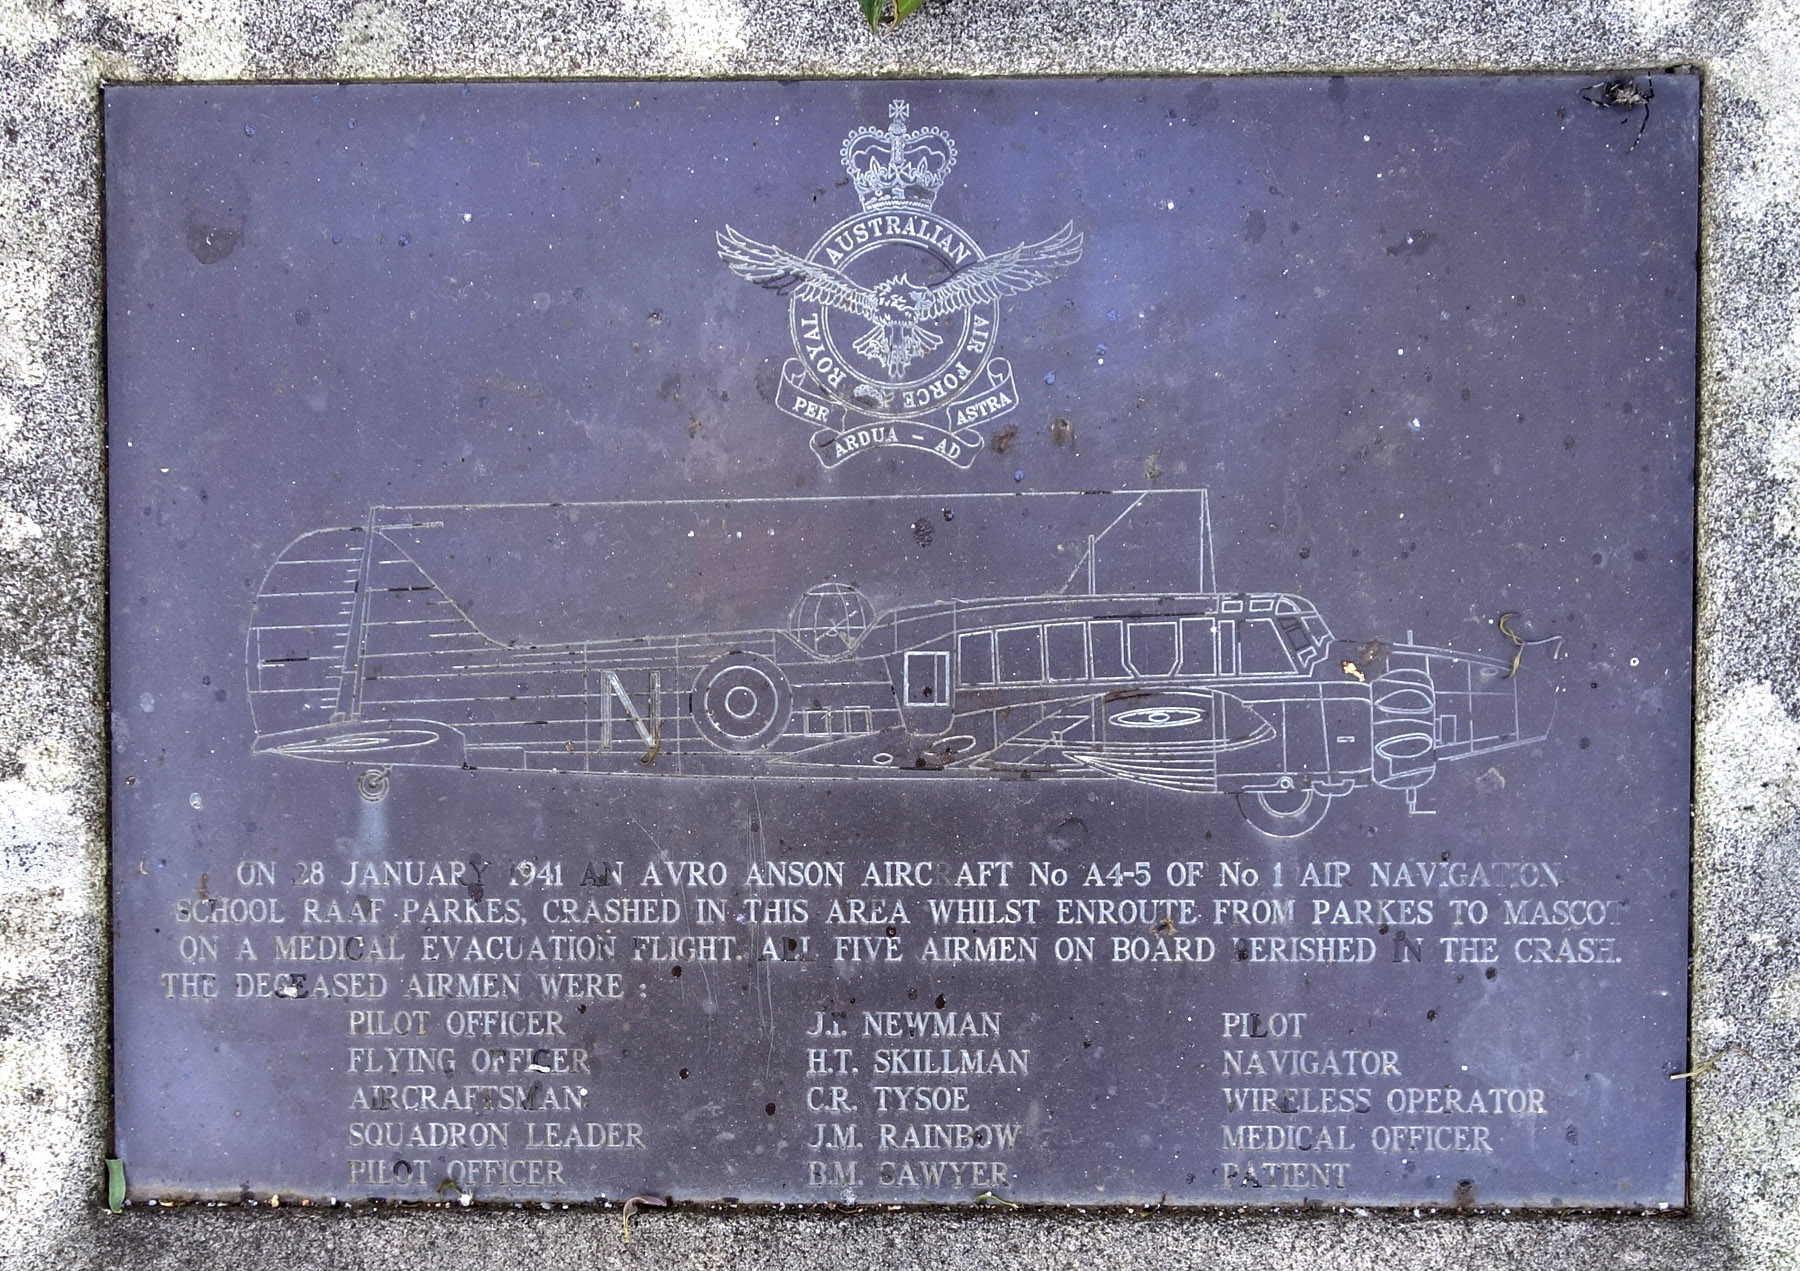 ROYAL AUSTRALIAN AIR FORCE
PER ARDUA - AD ASTRA
N
ON 28 JANUARY 1941 AN AVRO ANSON AIRCRAFT No A4-5 OF No 1 AIR NAVIGATION
SCHOOL RAAF PARKES, CRASHED IN THIS AREA WHILST ENROUTE FROM PARKES TO MASCOT
ON A MEDICAL EVACUATION FLIGHT. ALL FIVE AIRMEN ON BOARD PERISHED IN THE CRASH.
THE DECEASED AIRMEN WERE :
PILOT OFFICER NEWMAN PILOT
FLYING OFFICER H.T. SKILLMAN NAVIGATOR
AIRCRAFTSMAN C.R. TYSOE WIRELESS OPERATOR
SQUADRON LEADER J.M. RAINBOW MEDICAL OFFICER
PILOT OFFICER B.M. SAWYER PATIENT